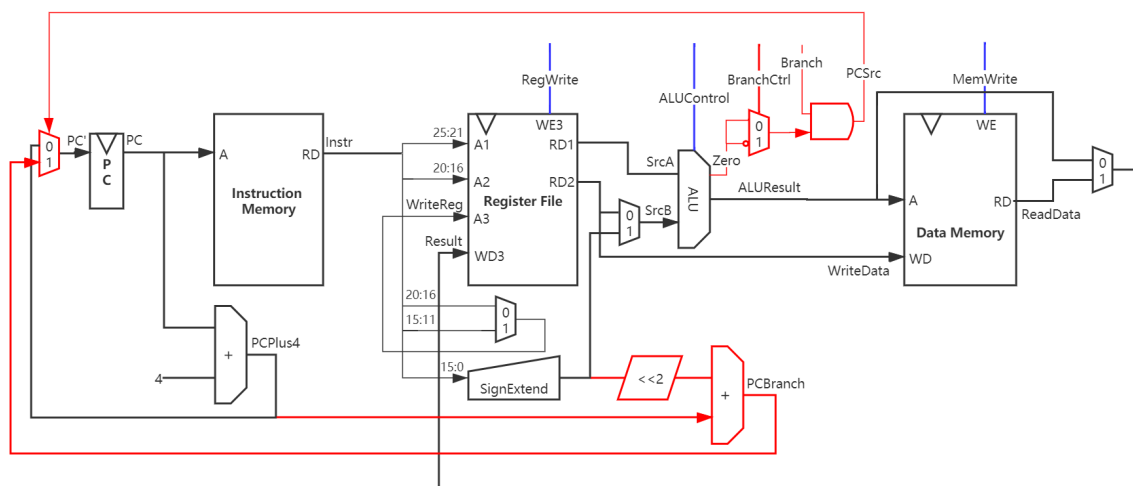 RegWrite
ALUControl
BranchCtrl
Branch
PCSrc
MemWrite
0
1
PC'
P
C
PC
A
RD
Instruction
Memory
Instr
25:21
20:16
WriteReg
Result
A1
A2
A3
WD3
WE3
RD1
RD2
Register File
SrcA
0
1
SrcB
ALU
Zero
0
1
ALUResult
WriteData
WE
A
RD
Data Memory
WD
ReadData
0
1
20:16
15:11
0
1
15:0
SignExtend
4
+
PCPlus4
<<2
+
PCBranch